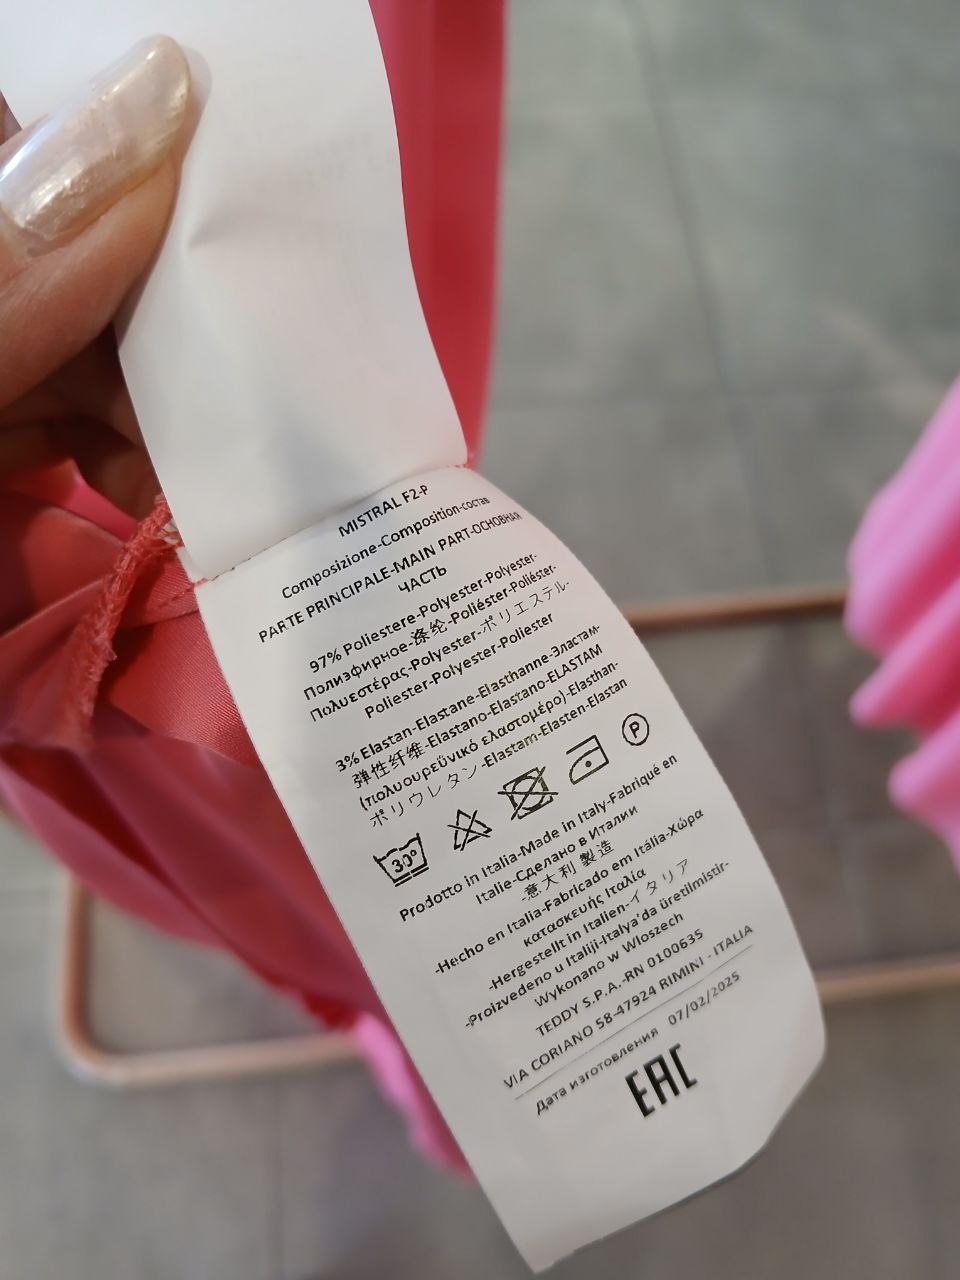 MISTRAL F2-P
Composizione-Composition-состав
PARTE PRINCIPALE-MAIN PART-ОСНОВНАЯ
ЧАСТЬ
97% Poliestere-Polyester-Polyester-
Полиэфирное-涤纶-Poliéster-Poliéster-
Πολυεστέρας-Polyester-ポリエステル-
Poliester-Polyester-Poliester
3% Elastan-Elastane-Elasthanne-Эластам-
弹性纤维-Elastano-Elastano-ELASTAM
(πολυουρεϋνικό ελαστομέρο)-Elasthan-
ポリウレタン-Elastam-Elasten-Elastan
30°
P
Prodotto in Italia-Made in Italy-Fabriqué en
Italie-Сделано в Италии
-意大利 製造
-Hecho en Italia-Fabricado em Itália-Χώρα
κατασκευής Ιταλία
-Hergestellt in Italien-イタリア
-Proizvedeno u Italiji-Italya'da üretilmistir-
Wykonano w Wloszech
TEDDY S.P.A.-RN 0100635
VIA CORIANO 58-47924 RIMINI - ITALIA
Дата изготовления 07/02/2025
EAC